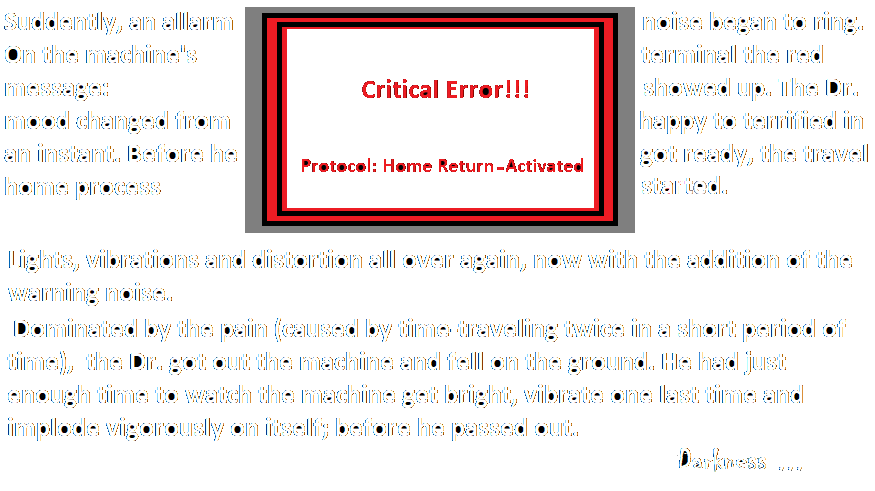 Suddently, an allarm noise began to ring.
On the machine's terminal the red
message: showed up. The Dr.
mood changed from happy to terrified in
an instant. Before he got ready, the travel
home process started.
Critical Error!!!
Protocol: Home Return-Activated
Lights, vibrations and distortion all over again, now with the addition of the
warning noise.
Dominated by the pain (caused by time-traveling twice in a short period of
time), the Dr. got out the machine and fell on the ground. He had just
enough time to watch the machine get bright, vibrate one last time and
implode vigorously on itself; before he passed out.
Darkness ...